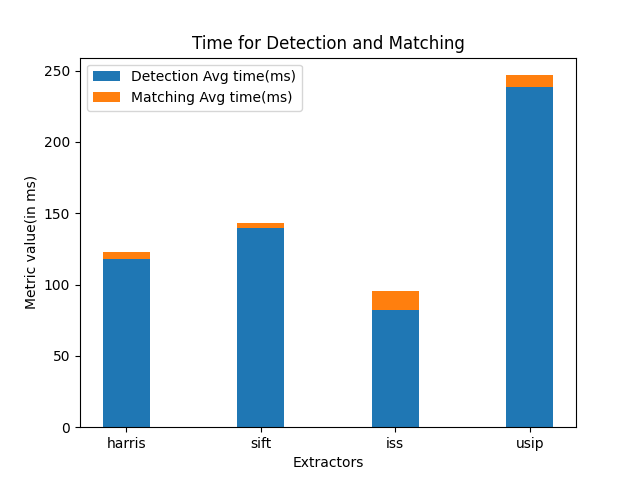 Time for Detection and Matching
Detection Avg time(ms)
Matching Avg time(ms)
Metric value(in ms)
250
200
150
100
50
0
harris sift iss usip
Extractors